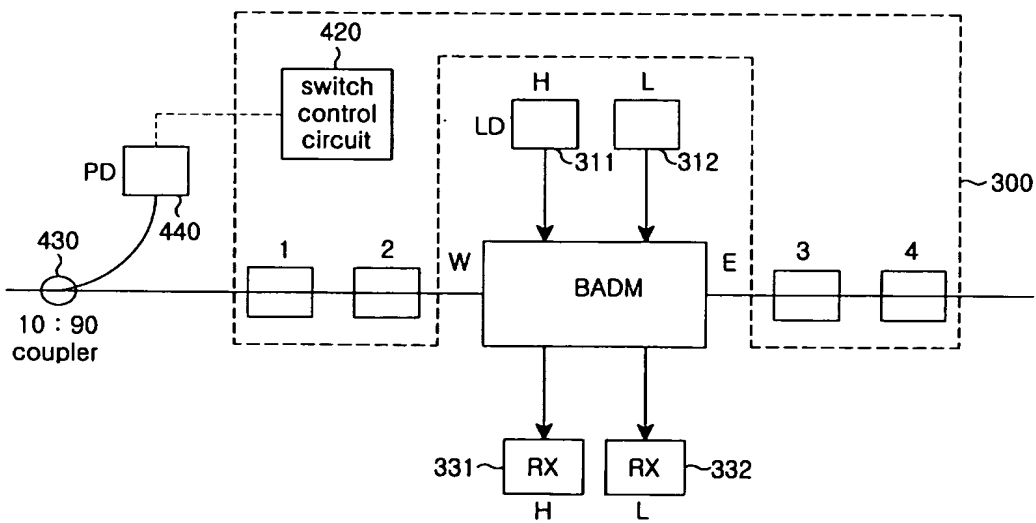 420
switch
control
circuit
H
L
LD
311
312
300
PD
440
430
1
2
W
E
3
4
BADM
10 : 90
coupler
331
RX
RX
332
H
L